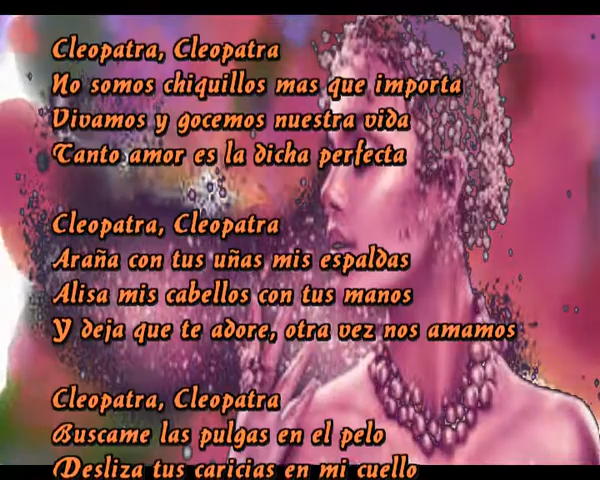 Cleopatra, Cleopatra
No somos chiquillos mas que importa
Vivamos y gocemos nuestra vida
Tanto amor es la dicha perfecta
Cleopatra, Cleopatra
Araña con tus uñas mis espaldas
Alisa mis cabellos con tus manos
Y deja que te adore, otra vez nos amamos
Cleopatra, Cleopatra
Buscame las pulgas en el pelo
Desliza tus caricias en mi cuello